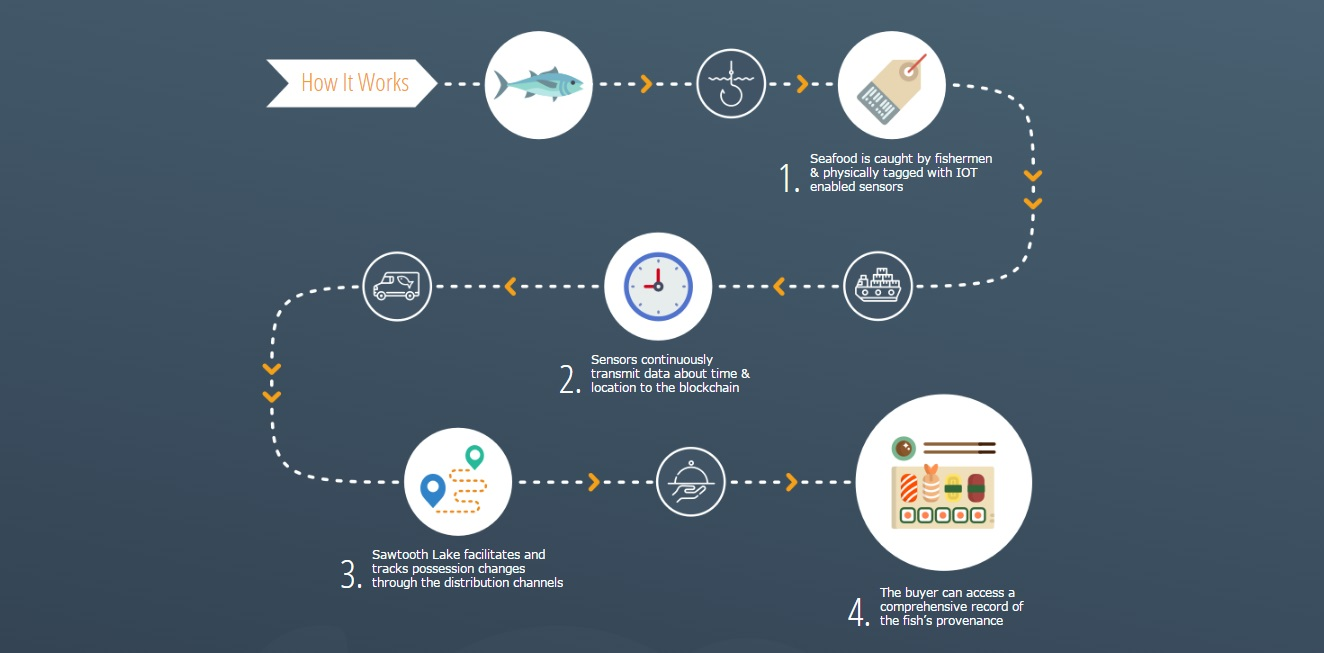 How It Works
1.
Seafood is caught by fishermen
& physically tagged with IOT
enabled sensors
2.
Sensors continuously
transmit data about time &
location to the blockchain
3.
Sawtooth Lake facilitates and
tracks possession changes
through the distribution channels
4.
The buyer can access a
comprehensive record of
the fish's provenance